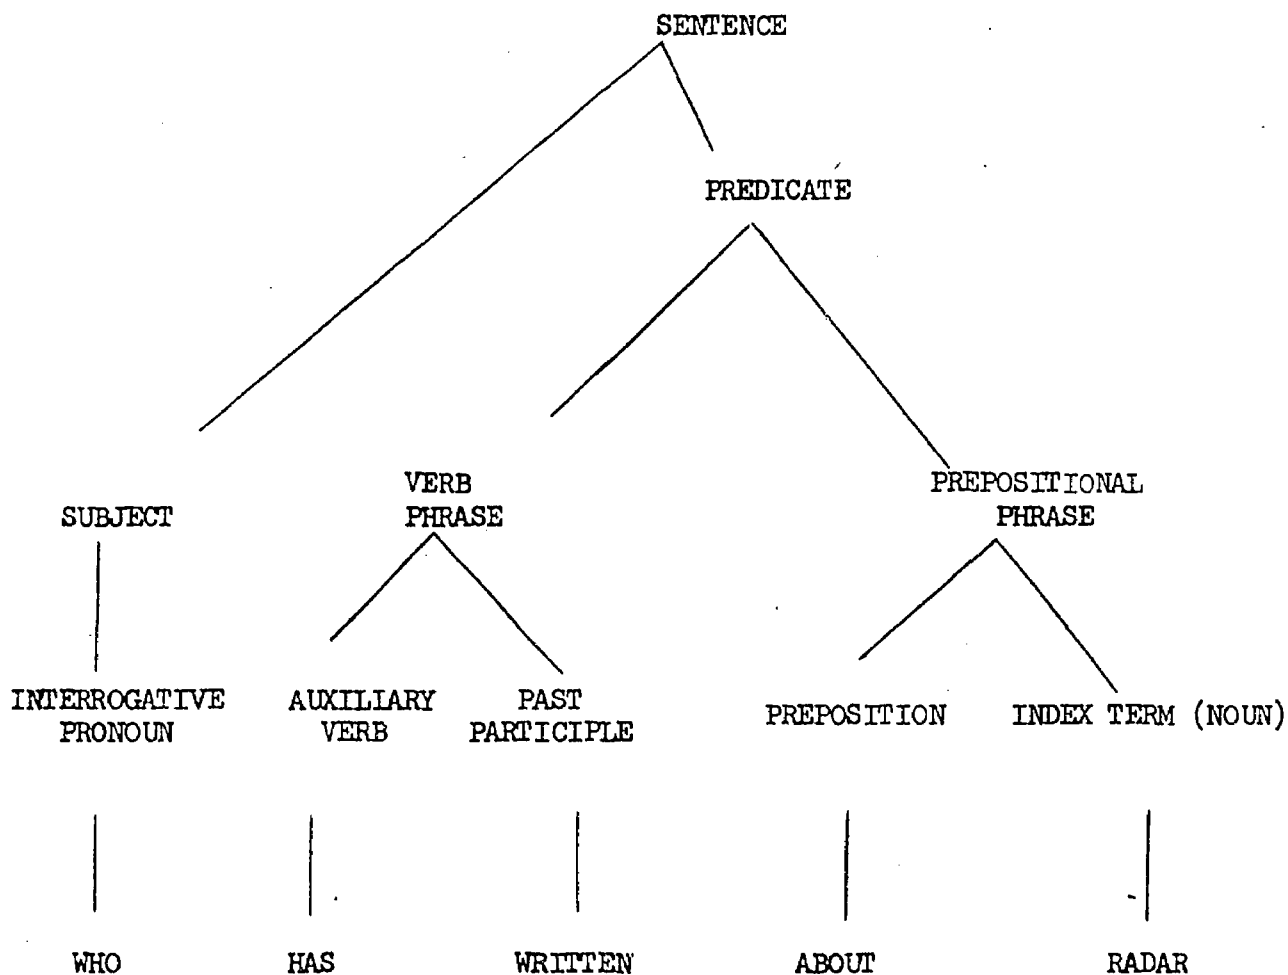 SENTENCE
PREDICATE
VERB
PHRASE
PREPOSITIONAL
PHRASE
SUBJECT
INTERROGATIVE
PRONOUN
AUXILIARY
VERB
PAST
PARTICIPLE
PREPOSITION
INDEX TERM (NOUN)
WHO
HAS
WRITTEN
ABOUT
RADAR